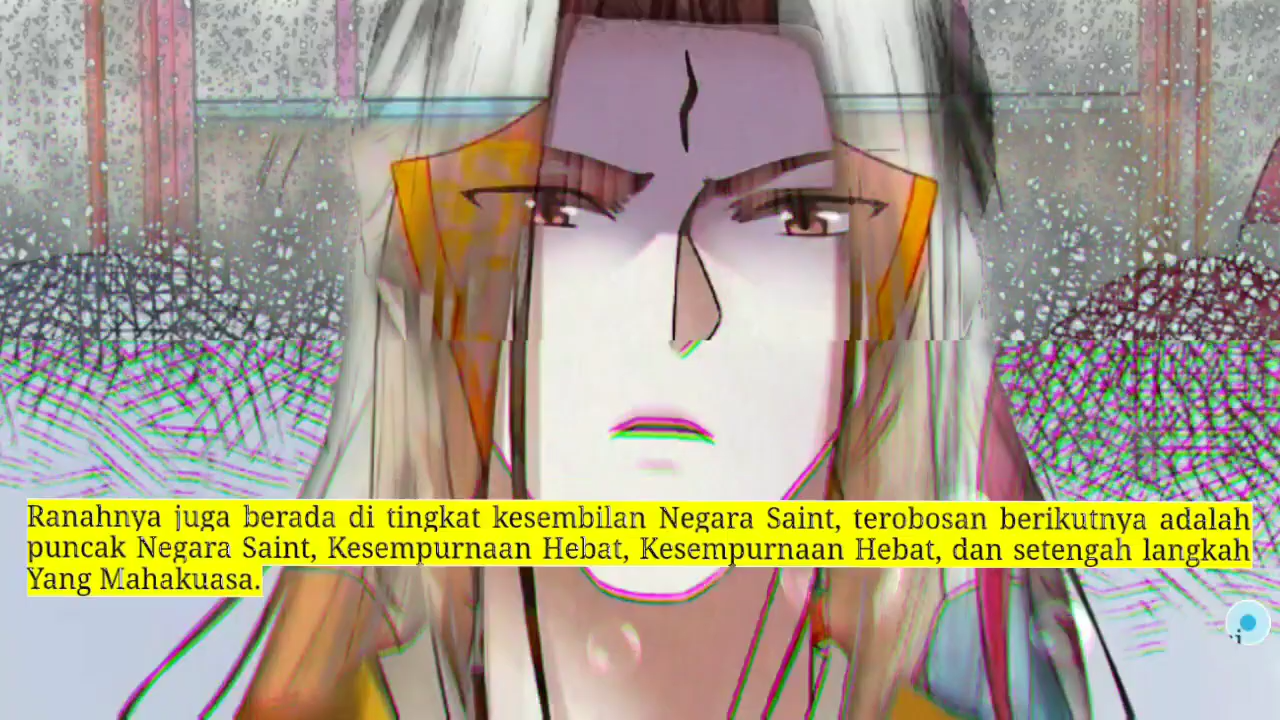 Ranahnya juga berada di tingkat kesembilan Negara Saint, terobosan berikutnya adalah
puncak Negara Saint, Kesempurnaan Hebat, Kesempurnaan Hebat, dan setengah langkah
Yang Mahakuasa.